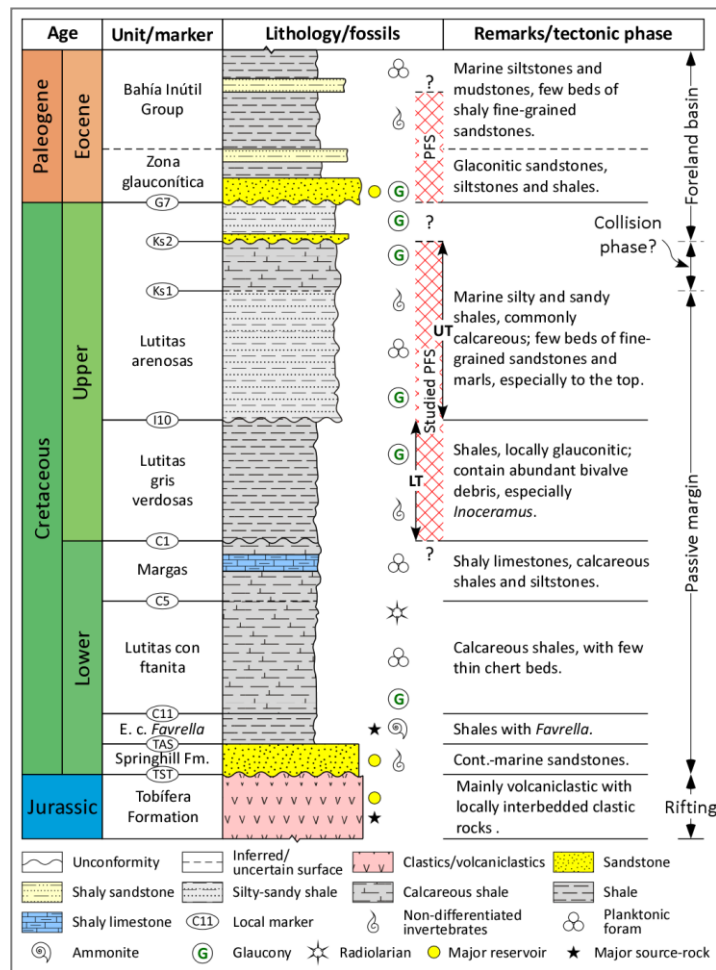 Age Unit/marker Lithology/fossils Remarks/tectonic phase
Paleogene
Eocene
Bahía Inútil
Group
?
PFS
Marine siltstones and
mudstones, few beds of
shaly fine-grained
sandstones.
Foreland basin
Zona
glauconítica
G
Glaconitic sandstones,
siltstones and shales.
G7
G
?
Ks2
G
Collision
phase?
Cretaceous
Upper
Ks1
Lutitas
arenosas
G
UT
Studied PFS
Marine silty and sandy
shales, commonly
calcareous; few beds of fine-
grained sandstones and
marls, especially to the top.
I10
Lutitas
gris
verdosas
G
LT
Shales, locally glauconitic;
contain abundant bivalve
debris, especially
Inoceramus.
Passive margin
C1
Lower
Margas
?
Shaly limestones, calcareous
shales and siltstones.
C5
Lutitas con
ftanita
G
Calcareous shales, with few
thin chert beds.
C11
E. c. Favrella
Shales with Favrella.
TAS
Springhill Fm.
Cont.-marine sandstones.
TST
Jurassic
Tobífera
Formation
Mainly volcaniclastic with
locally interbedded clastic
rocks .
Rifting
Unconformity
Inferred/
uncertain surface
Clastics/volcaniclastics
Sandstone
Shaly sandstone
Silty-sandy shale
Calcareous shale
Shale
Shaly limestone
C11 Local marker
Non-differentiated
invertebrates
Planktonic
foram
Ammonite
G Glaucony
Radiolarian
Major reservoir
Major source-rock